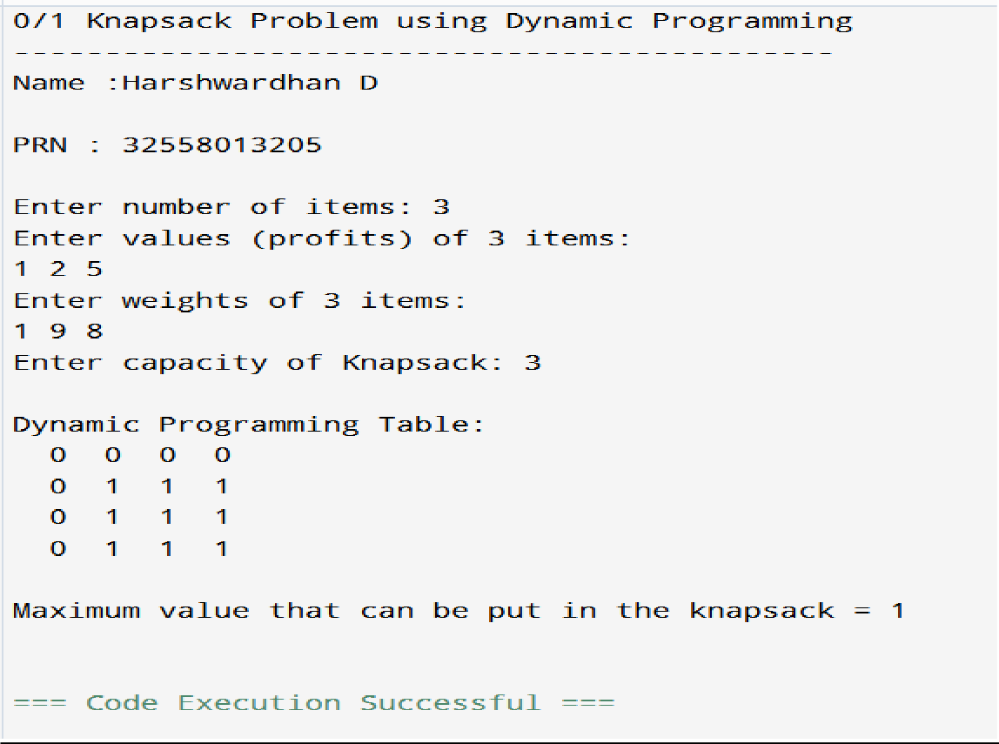 0/1 Knapsack Problem using Dynamic Programming
---------------------------------------------
Name :Harshwardhan D
PRN : 32558013205
Enter number of items: 3
Enter values (profits) of 3 items:
1 2 5
Enter weights of 3 items:
1 9 8
Enter capacity of Knapsack: 3
Dynamic Programming Table:
0 0 0 0
0 1 1 1
0 1 1 1
0 1 1 1
Maximum value that can be put in the knapsack = 1
=== Code Execution Successful ===